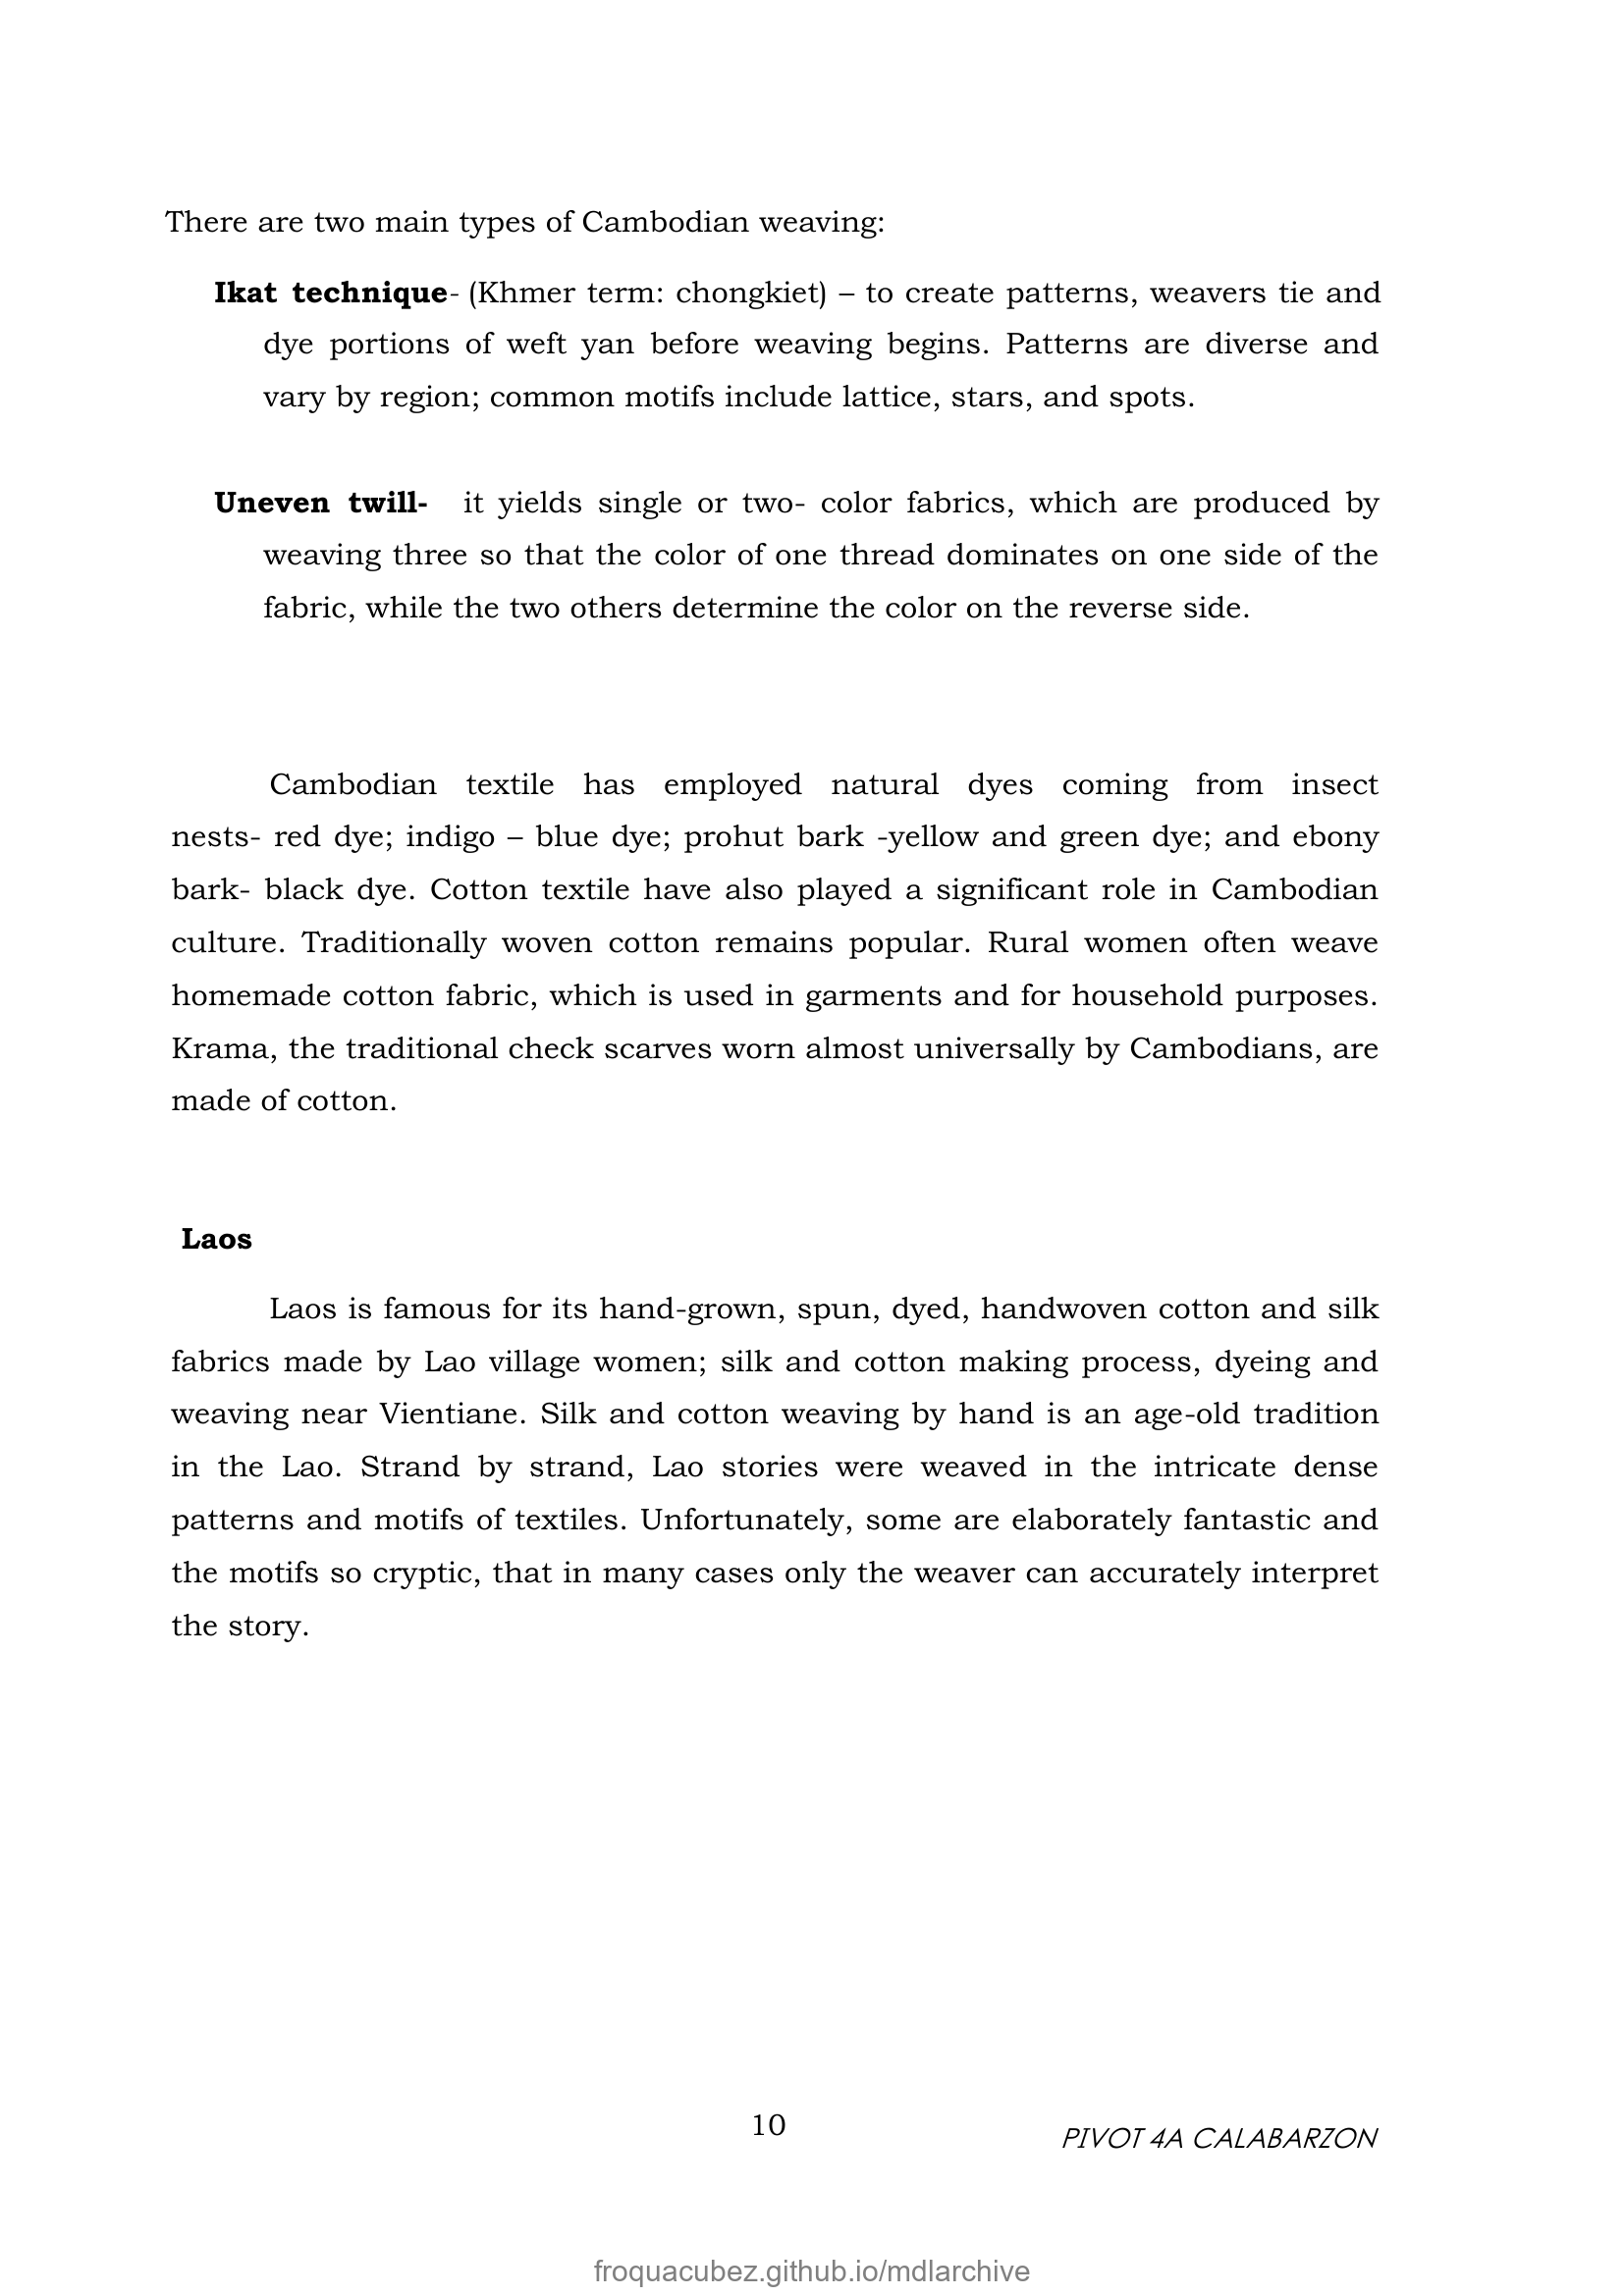 There are two main types of Cambodian weaving:
Ikat technique- (Khmer term: chongkiet) – to create patterns, weavers tie and
dye portions of weft yan before weaving begins. Patterns are diverse and
vary by region; common motifs include lattice, stars, and spots.
Uneven twill- it yields single or two- color fabrics, which are produced by
weaving three so that the color of one thread dominates on one side of the
fabric, while the two others determine the color on the reverse side.
Cambodian textile has employed natural dyes coming from insect
nests- red dye; indigo – blue dye; prohut bark -yellow and green dye; and ebony
bark- black dye. Cotton textile have also played a significant role in Cambodian
culture. Traditionally woven cotton remains popular. Rural women often weave
homemade cotton fabric, which is used in garments and for household purposes.
Krama, the traditional check scarves worn almost universally by Cambodians, are
made of cotton.
Laos
Laos is famous for its hand-grown, spun, dyed, handwoven cotton and silk
fabrics made by Lao village women; silk and cotton making process, dyeing and
weaving near Vientiane. Silk and cotton weaving by hand is an age-old tradition
in the Lao. Strand by strand, Lao stories were weaved in the intricate dense
patterns and motifs of textiles. Unfortunately, some are elaborately fantastic and
the motifs so cryptic, that in many cases only the weaver can accurately interpret
the story.
10
PIVOT 4A CALABARZON
froquacubez.github.io/mdlarchive